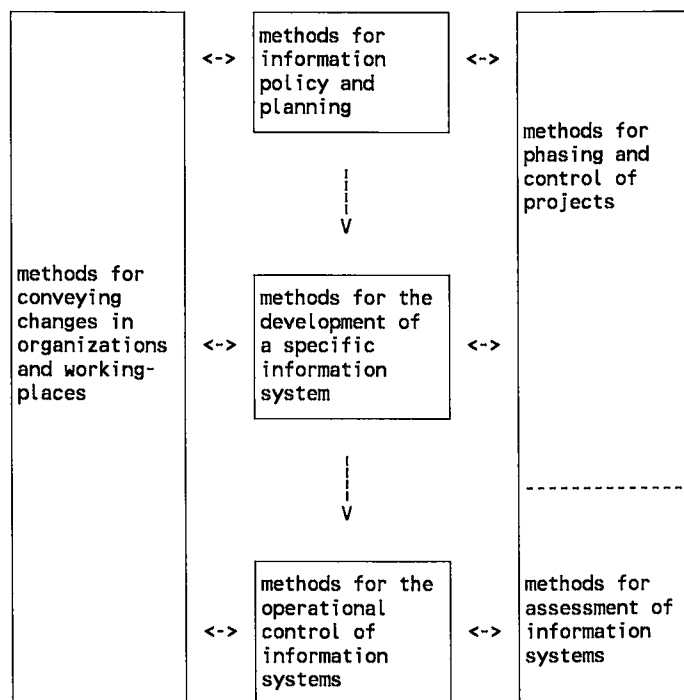 methods for
information
policy and
planning
methods for
phasing and
control of
projects
methods for
conveying
changes in
organizations
and working-
places
methods for the
development of
a specific
information
system
methods for the
operational
control of
information
systems
methods for
assessment of
information
systems